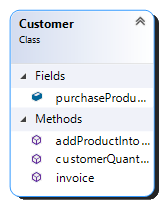 Customer
Class
Fields
purchaseProdu...
Methods
addProductInto ...
customerQuant...
invoice